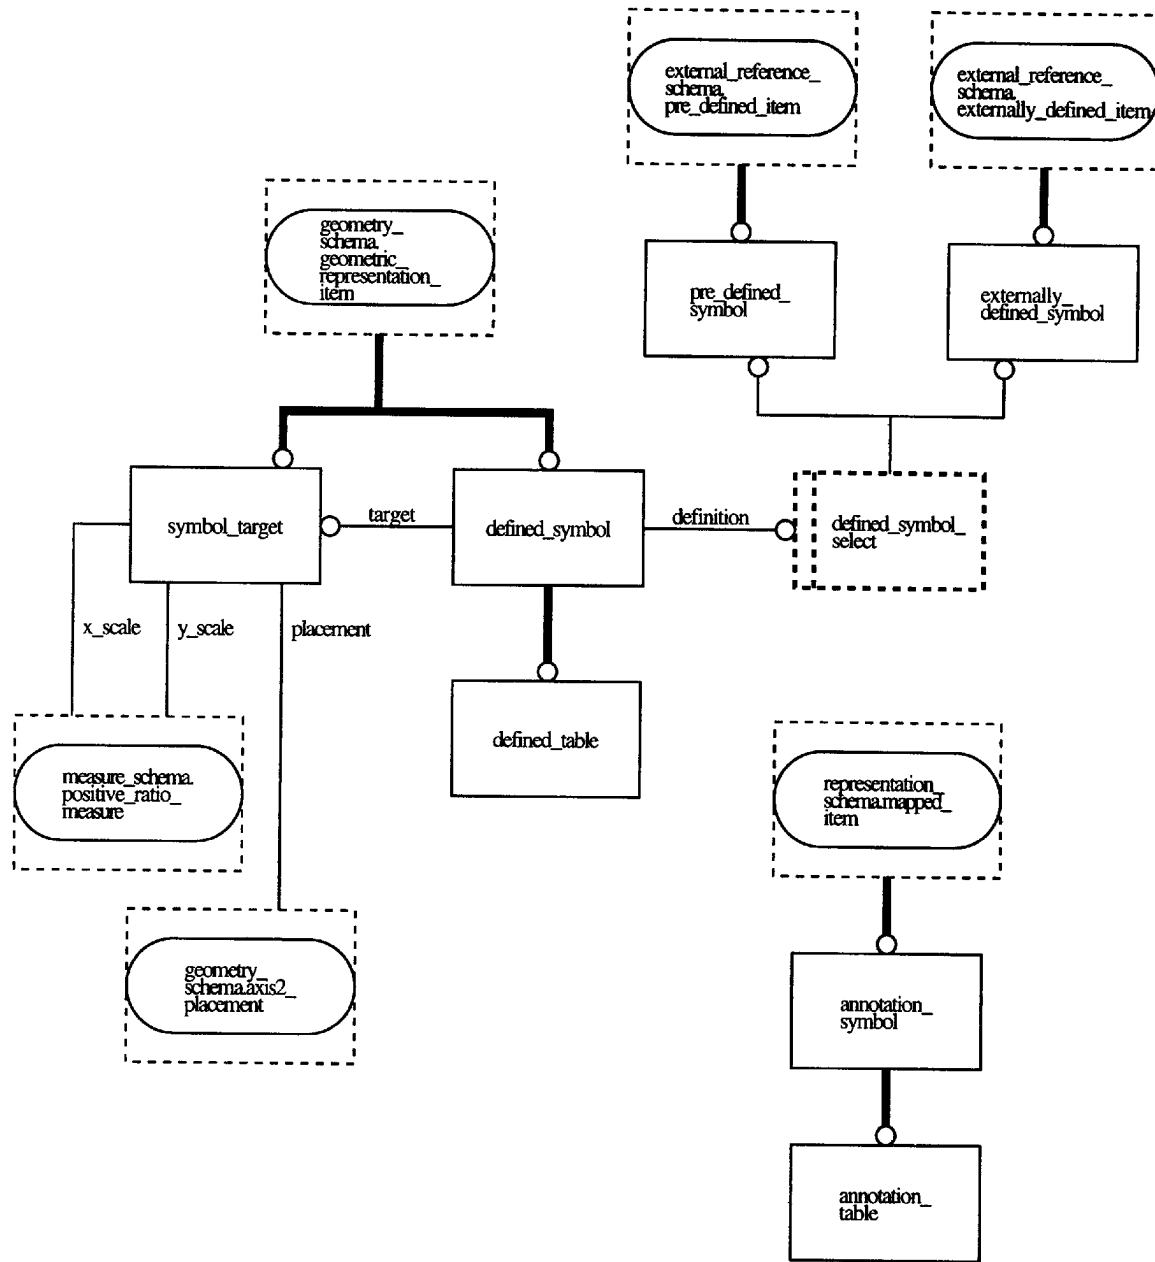 external_reference_
schema.
pre_defined_item
external_reference_
schema.
externally_defined_item
geometry_
schema.
geometric_
representation_
item
pre_defined_
symbol
externally_
defined_symbol
symbol_target
target
defined_symbol
definition
defined_symbol_
select
x_scale
y_scale
placement
defined_table
measure_schema.
positive_ratio_
measure
representation_
schema.mapped_
item
geometry_
schema.axis2_
placement
annotation_
symbol
annotation_
table